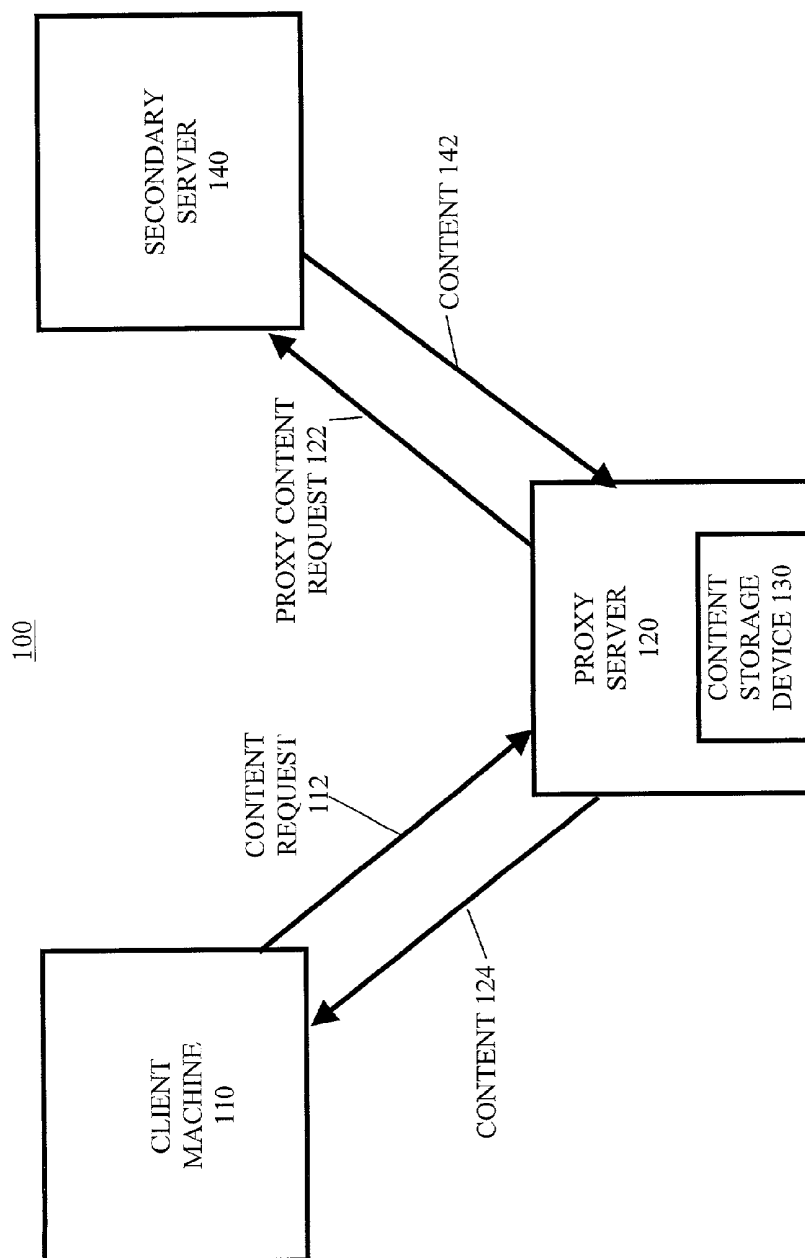 100
CLIENT
MACHINE
110
CONTENT
REQUEST
112
CONTENT 124
PROXY CONTENT
REQUEST 122
PROXY
SERVER
120
CONTENT
STORAGE
DEVICE 130
SECONDARY
SERVER
140
CONTENT 142